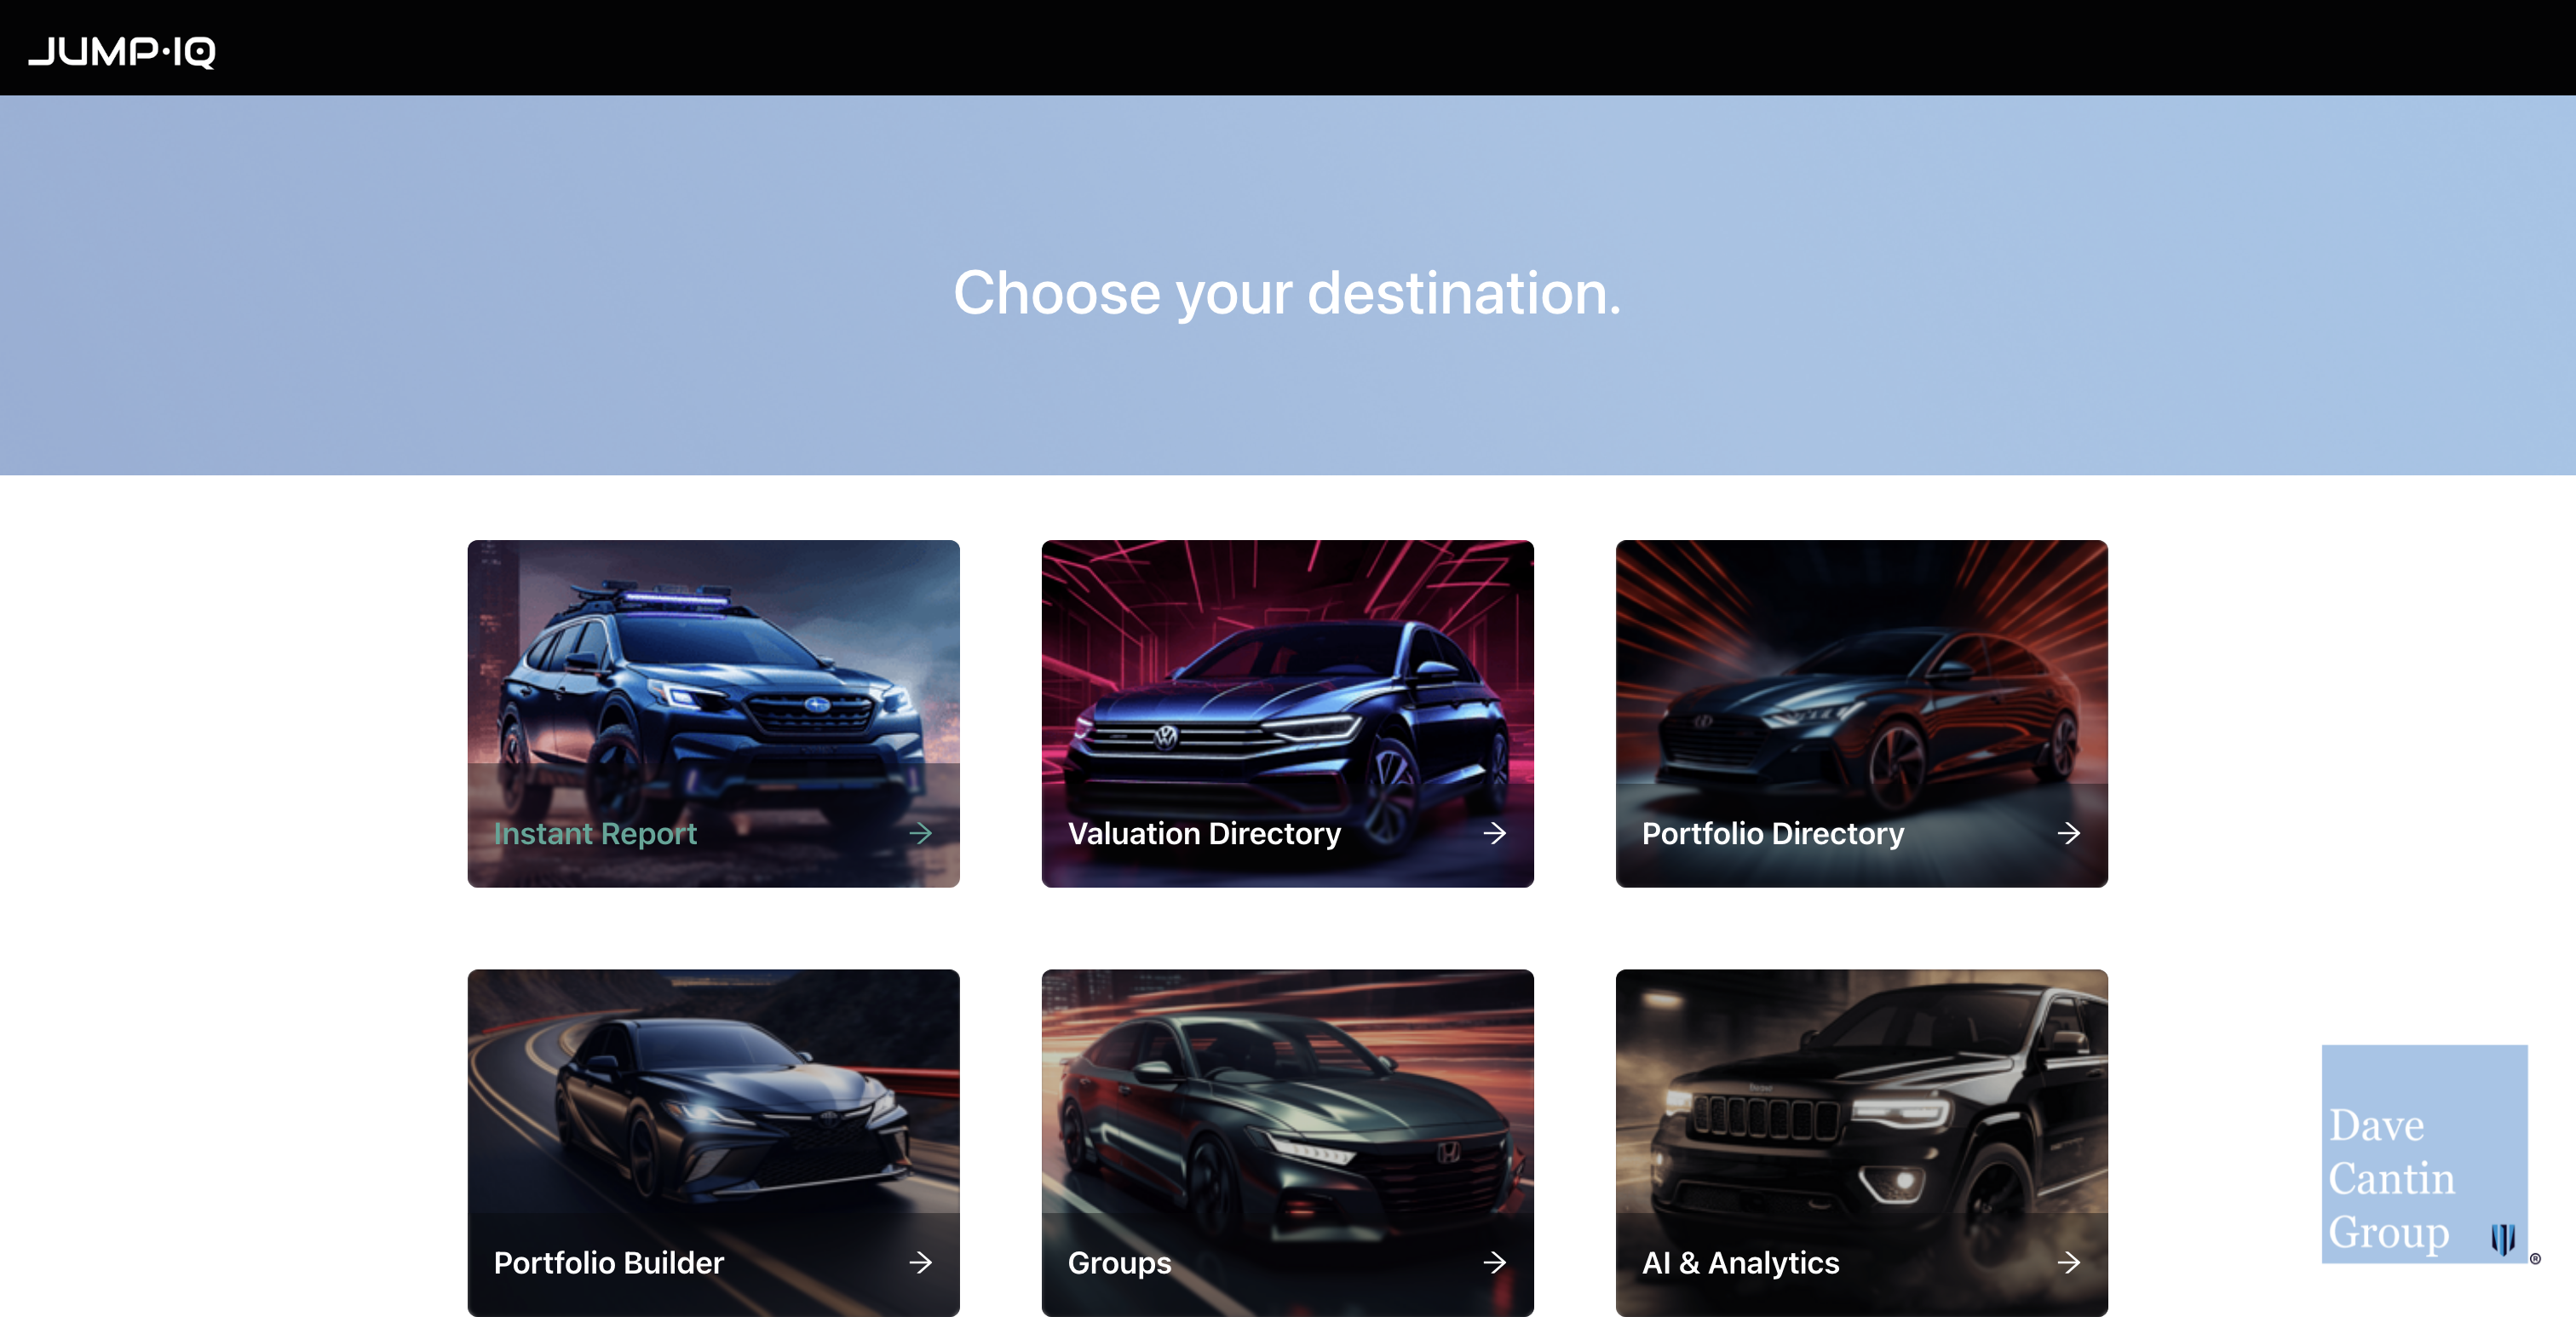 JUMP·IQ
Choose your destination.
Instant Report
Valuation Directory
Portfolio Directory
Portfolio Builder
Groups
AI & Analytics
Dave
Cantin
Group
®